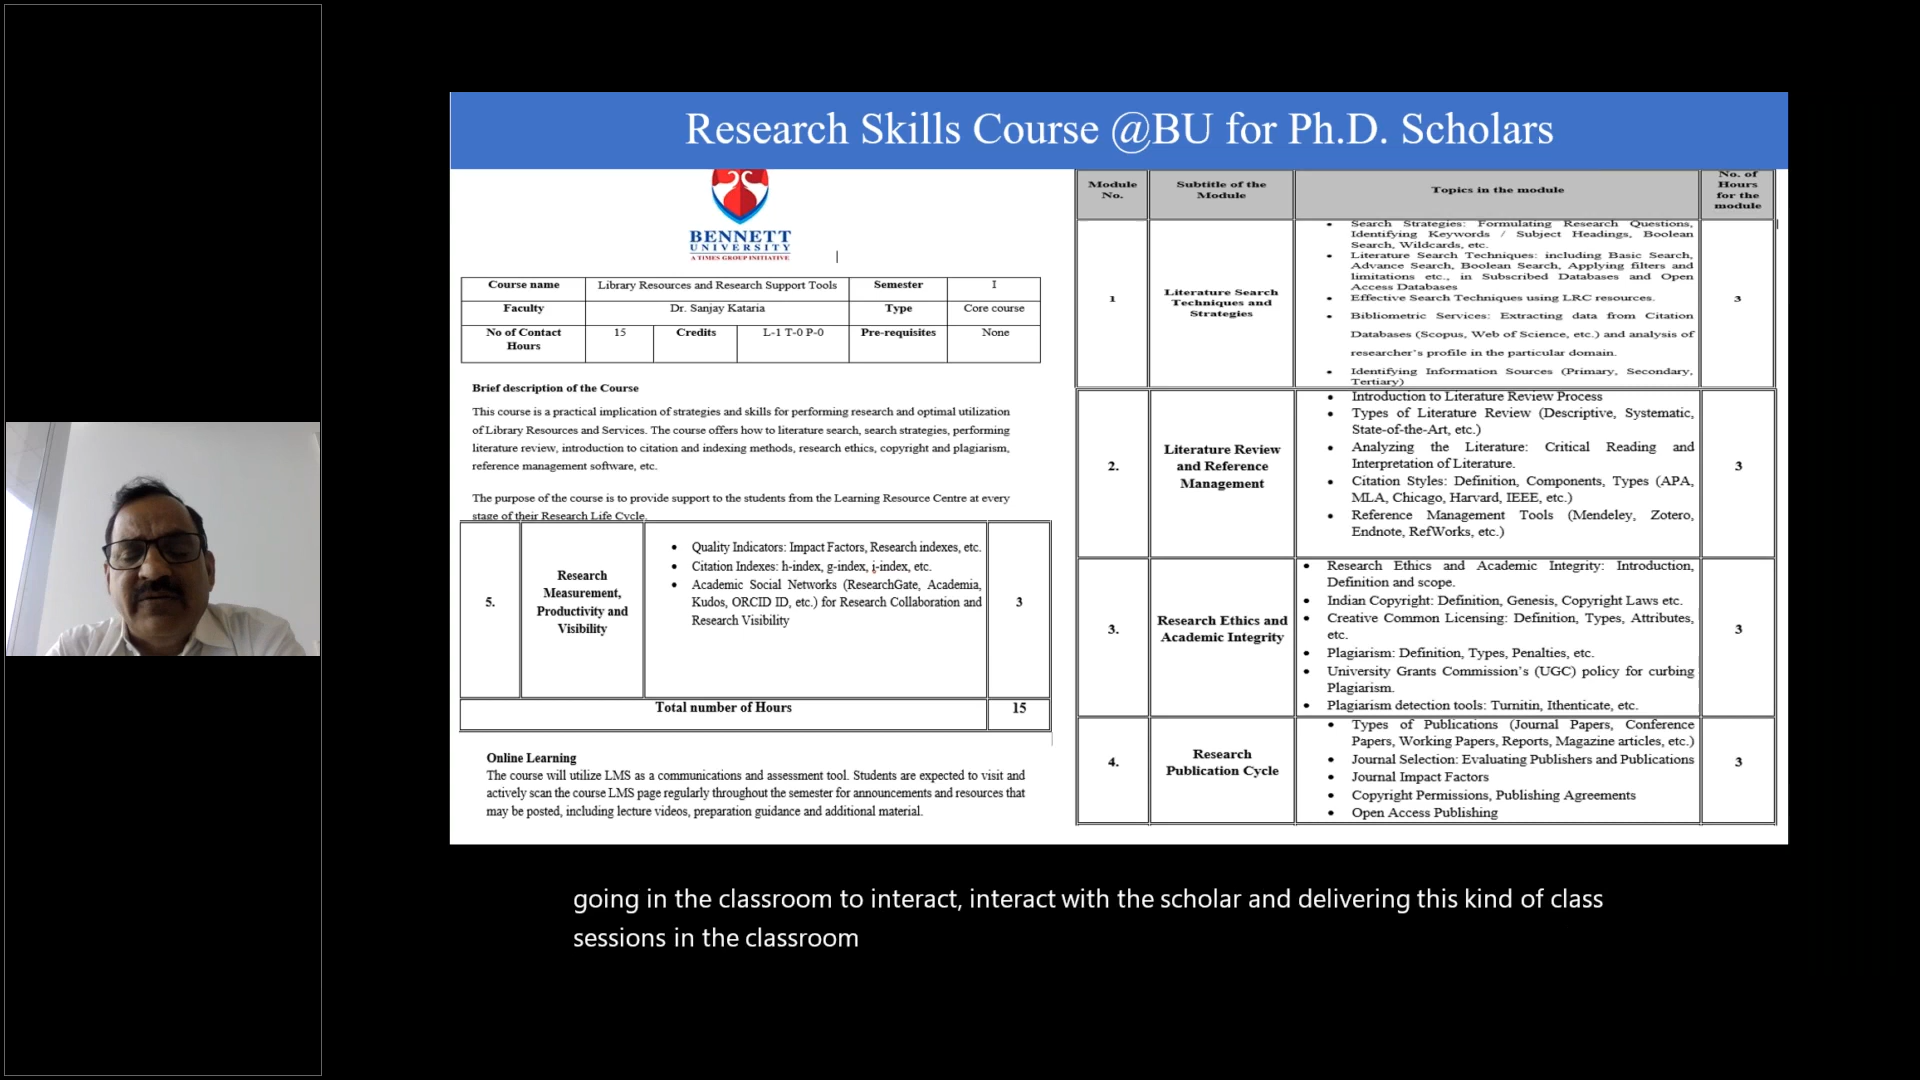 Research Skills Course @BU for Ph.D. Scholars
BENNETT
UNIVERSITY
A TIMES GROUP INITIATIVE
Course name
Library Resources and Research Support Tools
Semester
I
Faculty
Dr. Sanjay Kataria
Type
Core course
No of Contact
Hours
15
Credits
L-1 T-0 P-0
Pre-requisites
None
Brief description of the Course
This course is a practical implication of strategies and skills for performing research and optimal utilization
of Library Resources and Services. The course offers how to literature search, search strategies, performing
literature review, introduction to citation and indexing methods, research ethics, copyright and plagiarism,
reference management software, etc.
The purpose of the course is to provide support to the students from the Learning Resource Centre at every
stage of their Research Life Cycle.
5.
Research
Measurement,
Productivity and
Visibility
• Quality Indicators: Impact Factors, Research indexes, etc.
• Citation Indexes: h-index, g-index, i-index, etc.
• Academic Social Networks (ResearchGate, Academia,
Kudos, ORCID ID, etc.) for Research Collaboration and
Research Visibility
3
Total number of Hours
15
Online Learning
The course will utilize LMS as a communications and assessment tool. Students are expected to visit and
actively scan the course LMS page regularly throughout the semester for announcements and resources that
may be posted, including lecture videos, preparation guidance and additional material.
Module
No.
Subtitle of the
Module
Topics in the module
No. of
Hours
for the
module
1
Literature Search
Techniques and
Strategies
• Search Strategies: Formulating Research Questions,
Identifying Keywords / Subject Headings, Boolean
Search, Wildcards, etc.
• Literature Search Techniques: including Basic Search,
Advance Search, Boolean Search, Applying filters and
limitations etc., in Subscribed Databases and Open
Access Databases
• Effective Search Techniques using LRC resources.
• Bibliometric Services: Extracting data from Citation
Databases (Scopus, Web of Science, etc.) and analysis of
researcher's profile in the particular domain.
• Identifying Information Sources (Primary, Secondary,
Tertiary)
3
2.
Literature Review
and Reference
Management
• Introduction to Literature Review Process
• Types of Literature Review (Descriptive, Systematic,
State-of-the-Art, etc.)
• Analyzing the Literature: Critical Reading and
Interpretation of Literature.
• Citation Styles: Definition, Components, Types (APA,
MLA, Chicago, Harvard, IEEE, etc.)
• Reference Management Tools (Mendeley, Zotero,
Endnote, RefWorks, etc.)
3
3.
Research Ethics and
Academic Integrity
• Research Ethics and Academic Integrity: Introduction,
Definition and scope.
• Indian Copyright: Definition, Genesis, Copyright Laws etc.
• Creative Common Licensing: Definition, Types, Attributes,
etc.
• Plagiarism: Definition, Types, Penalties, etc.
• University Grants Commission's (UGC) policy for curbing
Plagiarism.
• Plagiarism detection tools: Turnitin, Ithenticate, etc.
3
4.
Research
Publication Cycle
• Types of Publications (Journal Papers, Conference
Papers, Working Papers, Reports, Magazine articles, etc.)
• Journal Selection: Evaluating Publishers and Publications
• Journal Impact Factors
• Copyright Permissions, Publishing Agreements
• Open Access Publishing
3
going in the classroom to interact, interact with the scholar and delivering this kind of class
sessions in the classroom